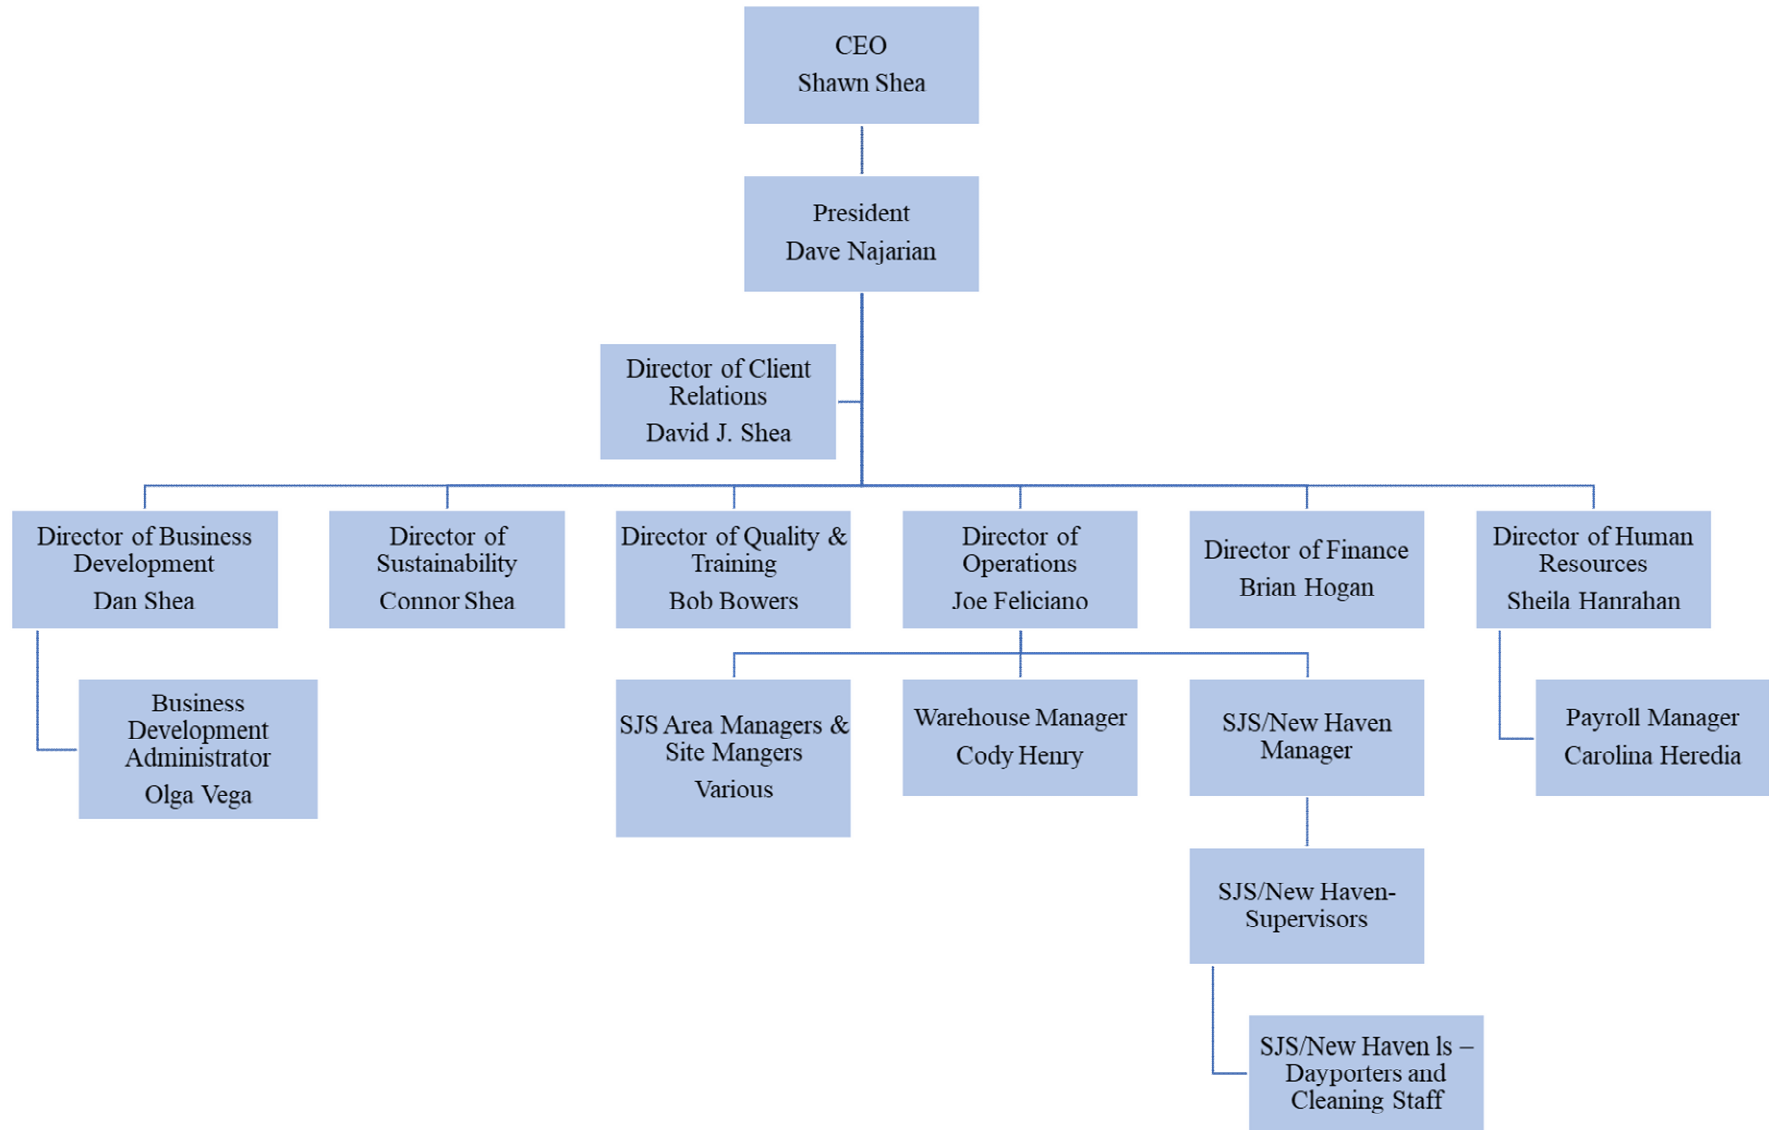 CEO
Shawn Shea
President
Dave Najarian
Director of Client
Relations
David J. Shea
Director of Business
Development
Dan Shea
Director of
Sustainability
Connor Shea
Director of Quality &
Training
Bob Bowers
Director of
Operations
Joe Feliciano
Director of Finance
Brian Hogan
Director of Human
Resources
Sheila Hanrahan
Business
Development
Administrator
Olga Vega
SJS Area Managers &
Site Mangers
Various
Warehouse Manager
Cody Henry
SJS/New Haven
Manager
Payroll Manager
Carolina Heredia
SJS/New Haven-
Supervisors
SJS/New Haven ls –
Dayporters and
Cleaning Staff